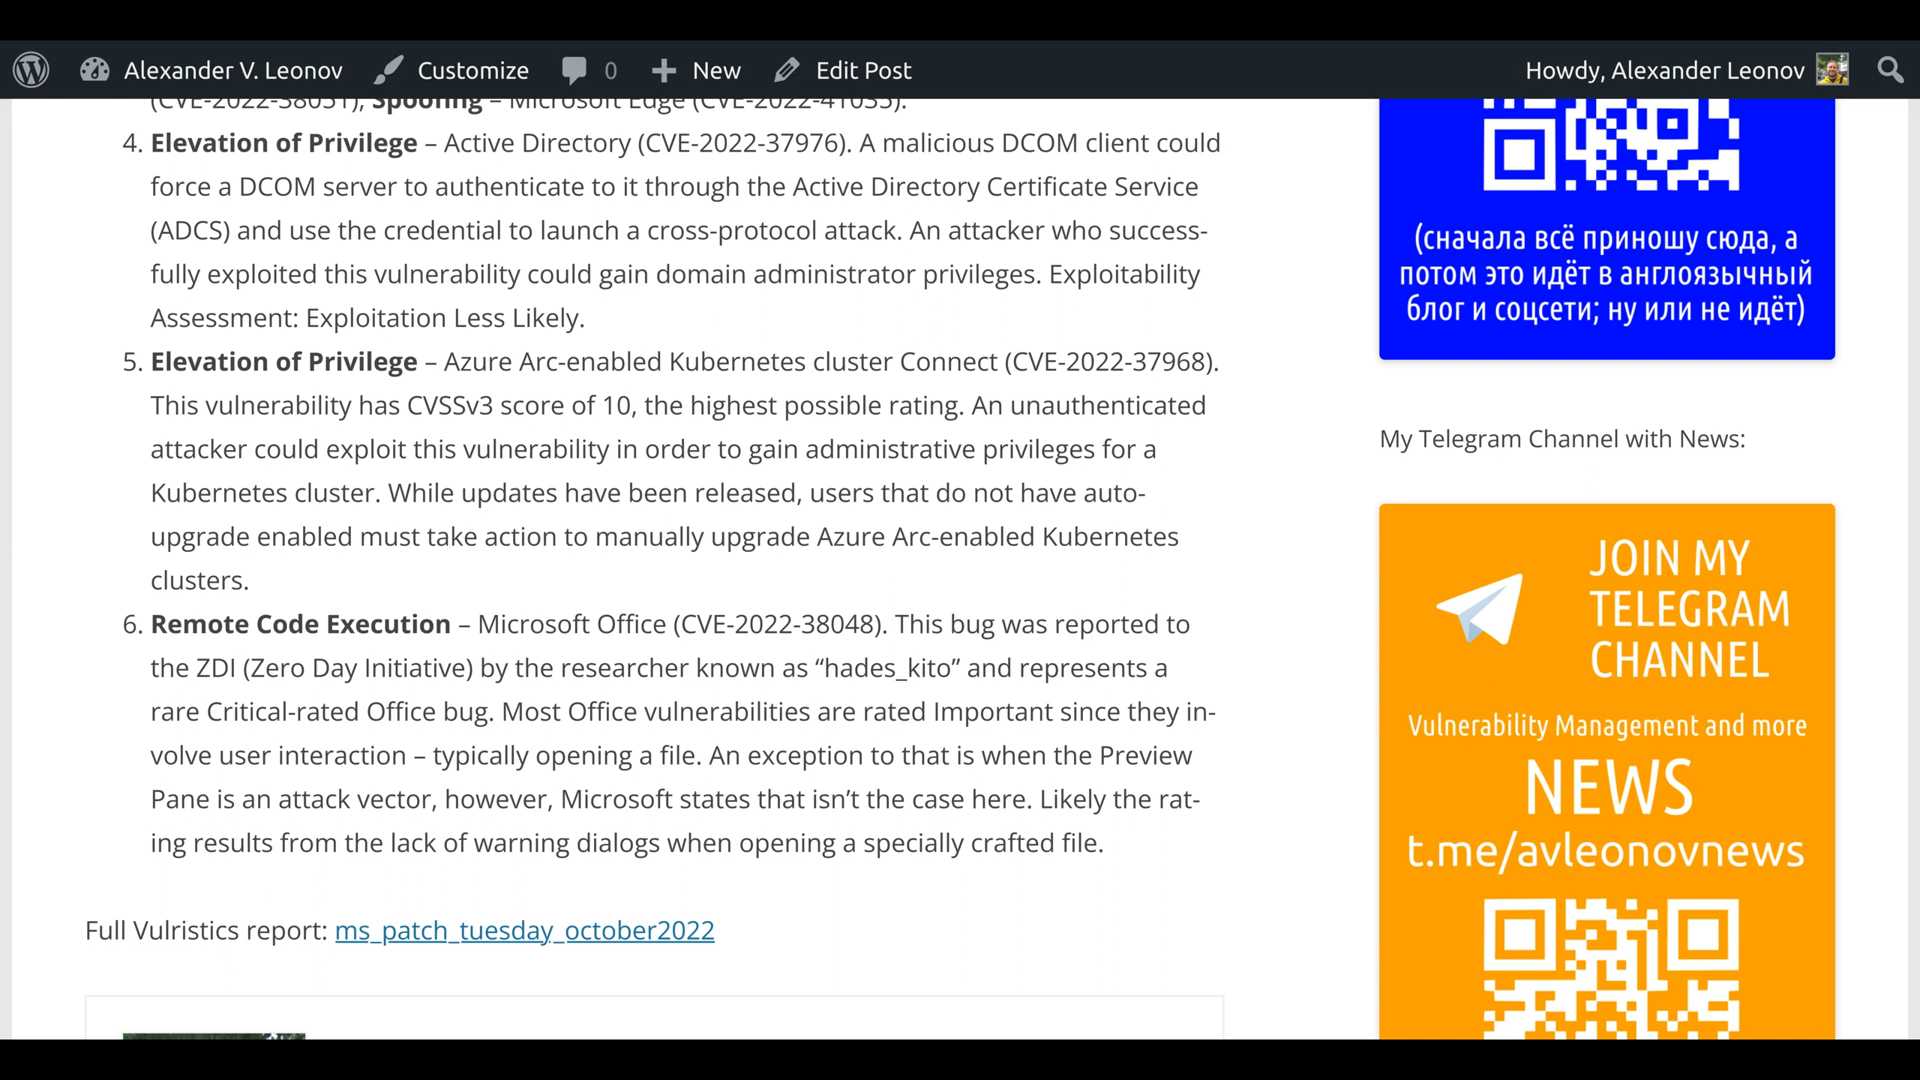 Alexander V. Leonov Customize 0 New Edit Post Howdy, Alexander Leonov
(CVE-2022-38051), Spoofing – Microsoft Edge (CVE-2022-41035).
4. Elevation of Privilege – Active Directory (CVE-2022-37976). A malicious DCOM client could
force a DCOM server to authenticate to it through the Active Directory Certificate Service
(ADCS) and use the credential to launch a cross-protocol attack. An attacker who success-
fully exploited this vulnerability could gain domain administrator privileges. Exploitability
Assessment: Exploitation Less Likely.
5. Elevation of Privilege – Azure Arc-enabled Kubernetes cluster Connect (CVE-2022-37968).
This vulnerability has CVSSv3 score of 10, the highest possible rating. An unauthenticated
attacker could exploit this vulnerability in order to gain administrative privileges for a
Kubernetes cluster. While updates have been released, users that do not have auto-
upgrade enabled must take action to manually upgrade Azure Arc-enabled Kubernetes
clusters.
6. Remote Code Execution – Microsoft Office (CVE-2022-38048). This bug was reported to
the ZDI (Zero Day Initiative) by the researcher known as “hades_kito” and represents a
rare Critical-rated Office bug. Most Office vulnerabilities are rated Important since they in-
volve user interaction – typically opening a file. An exception to that is when the Preview
Pane is an attack vector, however, Microsoft states that isn’t the case here. Likely the rat-
ing results from the lack of warning dialogs when opening a specially crafted file.
Full Vulristics report: ms_patch_tuesday_october2022
(сначала всё приношу сюда, а
потом это идёт в англоязычный
блог и соцсети; ну или не идёт)
My Telegram Channel with News:
JOIN MY
TELEGRAM
CHANNEL
Vulnerability Management and more
NEWS
t.me/avleonovnews